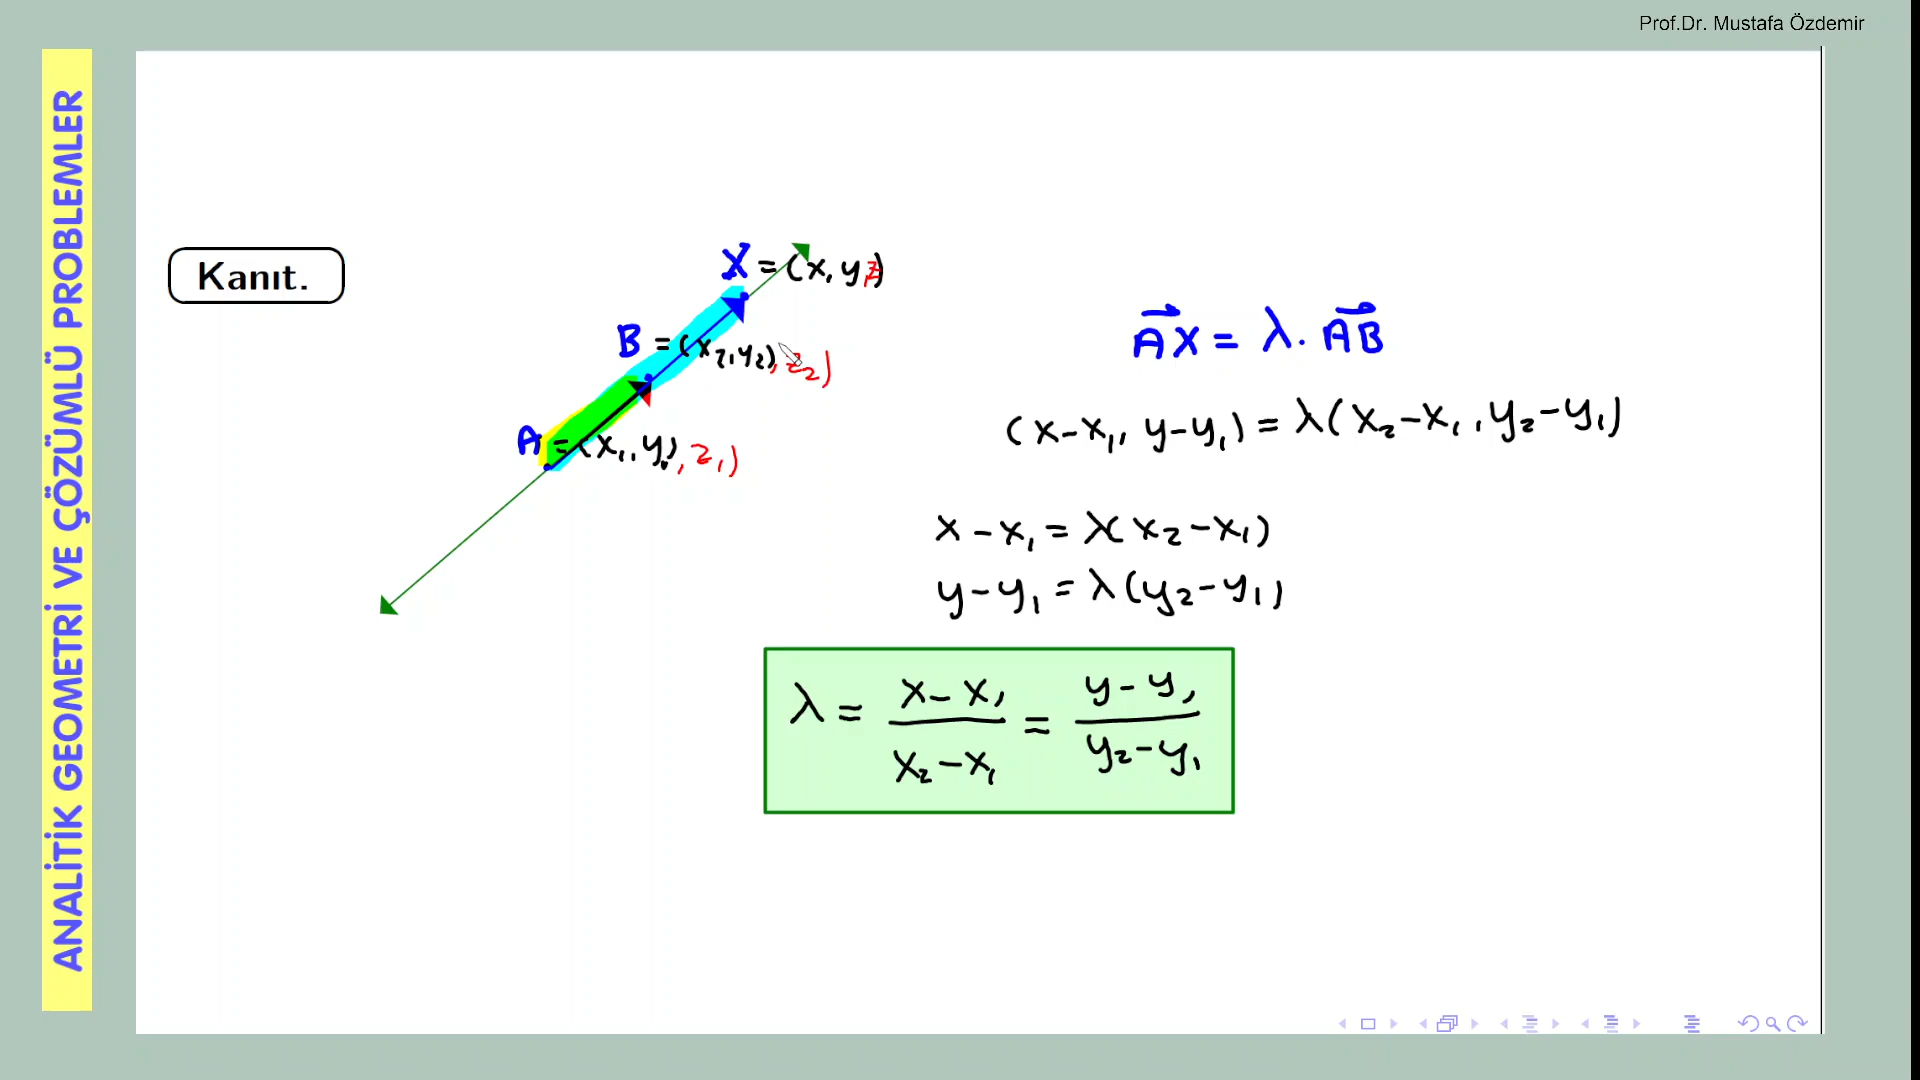 Prof.Dr. Mustafa Özdemir
ANALİTİK GEOMETRİ VE ÇÖZÜMLÜ PROBLEMLER
Kanıt.
X = (x, y, z)
B = (x₂, y₂), z₂)
A = (x₁, y₁), z₁)
AX = λ. AB
(x-x₁, y-y₁) = λ(x₂-x₁, y₂-y₁)
x - x₁ = λ(x₂-x₁)
y - y₁ = λ(y₂-y₁)
λ = (x-x₁)/(x₂-x₁) = (y-y₁)/(y₂-y₁)